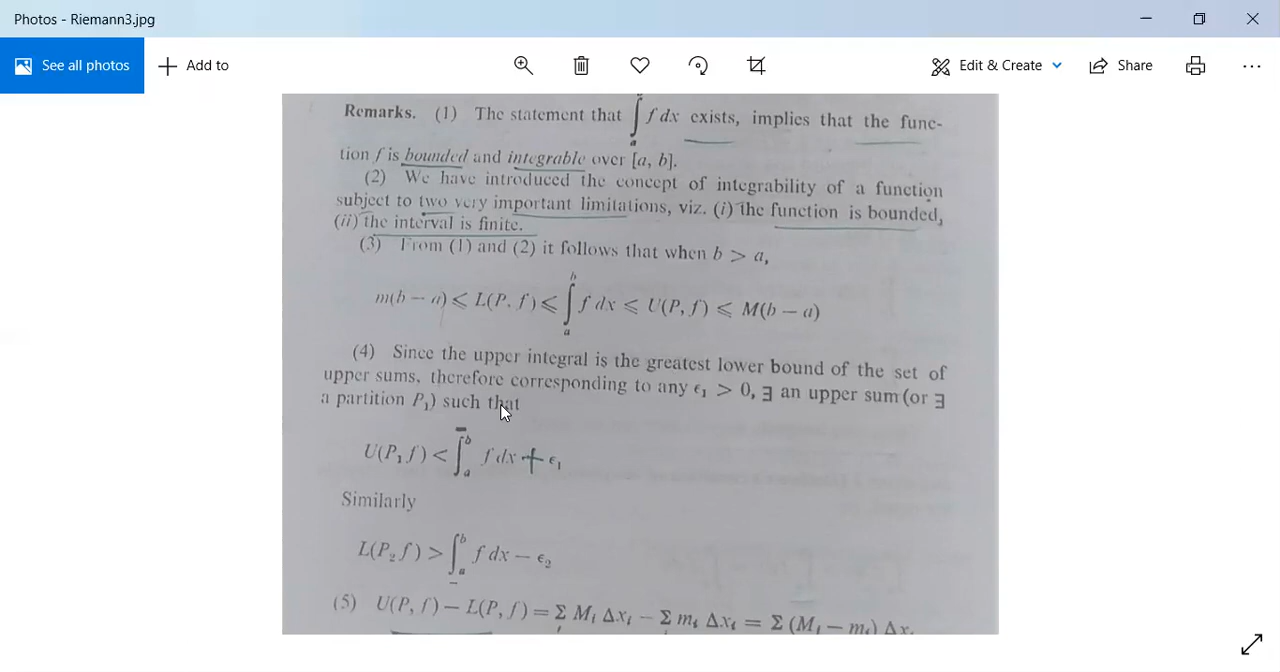 Photos - Riemann3.jpg
See all photos
Add to
Edit & Create
Share
Remarks. (1) The statement that ∫ₐ f dx exists, implies that the func-
tion f is bounded and integrable over [a, b].
(2) We have introduced the concept of integrability of a function
subject to two very important limitations, viz. (i) the function is bounded,
(ii) the interval is finite.
(3) From (1) and (2) it follows that when b > a,
m(b − a) ⩽ L(P, f) ⩽ ∫ₐᵇ f dx ⩽ U(P, f) ⩽ M(b − a)
(4) Since the upper integral is the greatest lower bound of the set of
upper sums, therefore corresponding to any ϵ₁ > 0, ∃ an upper sum (or ∃
a partition P₁) such that
U(P₁ f) < ∫̄ₐᵇ f dx + ϵ₁
Similarly
L(P₂ f) > ∫̲ₐᵇ f dx − ϵ₂
(5) U(P, f) − L(P, f) = Σ Mᵢ Δxᵢ − Σ mᵢ Δxᵢ = Σ (Mᵢ − mᵢ) Δxᵢ